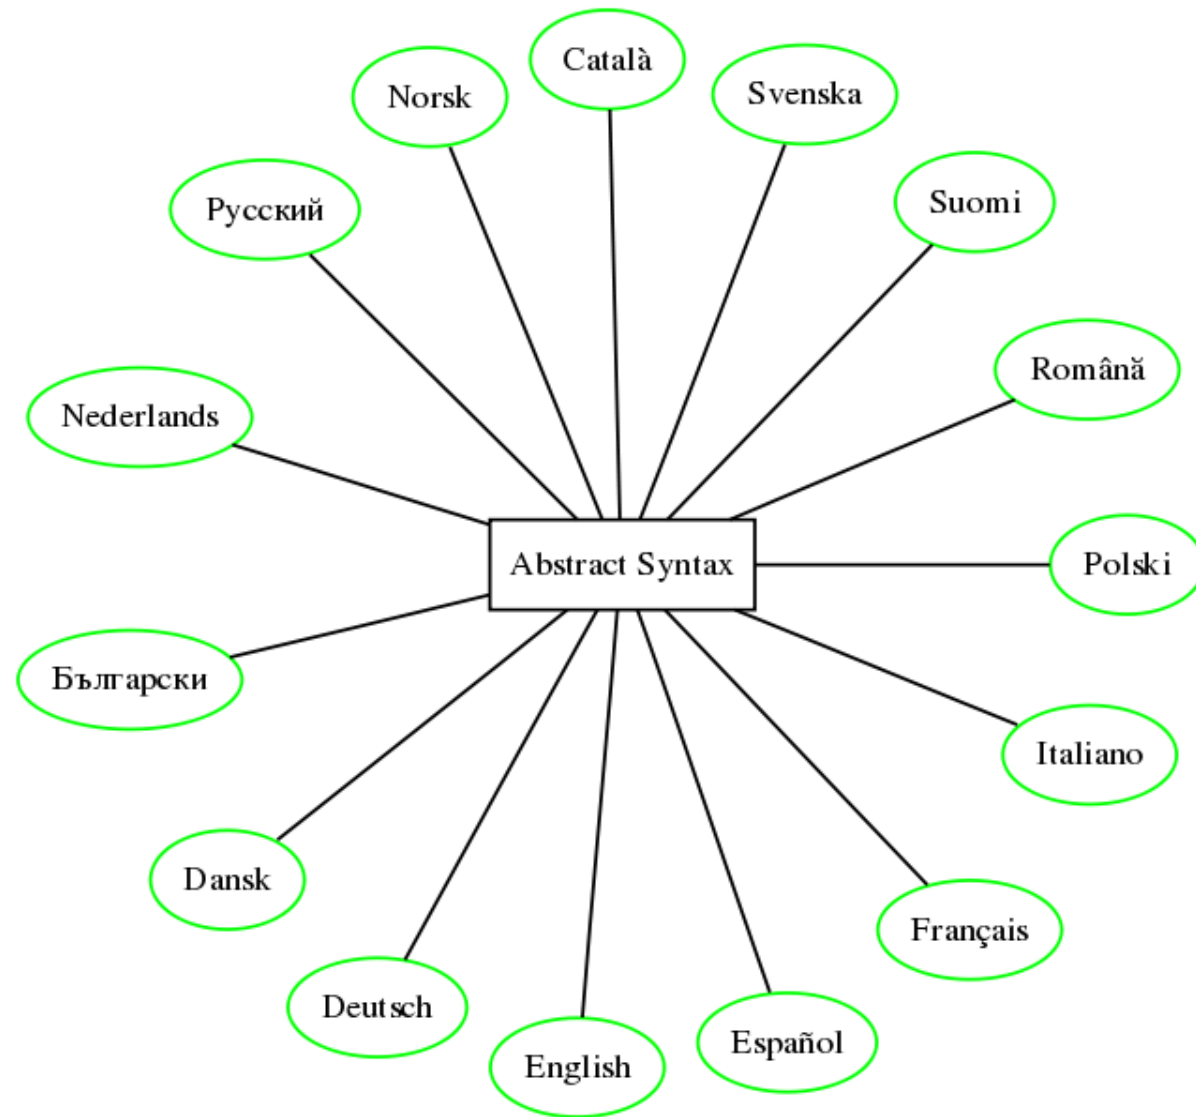 Català
Svenska
Norsk
Suomi
Русский
Română
Nederlands
Abstract Syntax
Polski
Български
Italiano
Dansk
Français
Deutsch
Español
English